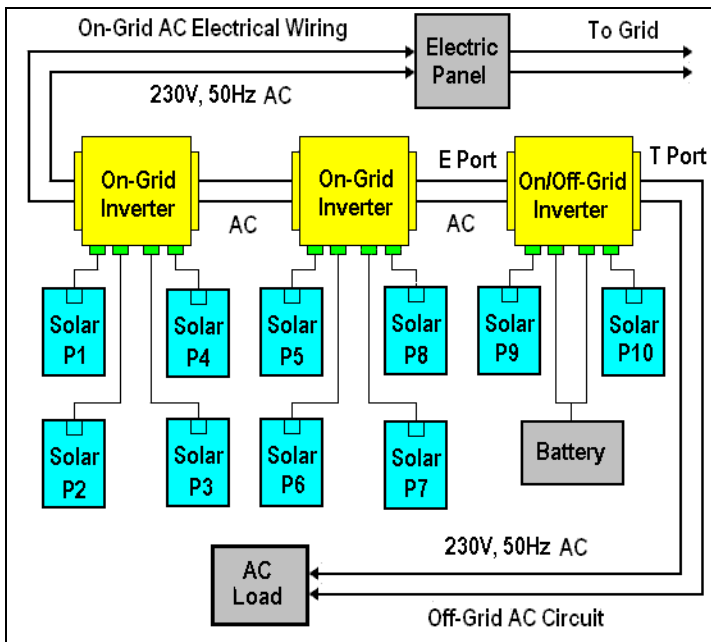 On-Grid AC Electrical Wiring
To Grid
Electric
Panel
230V, 50Hz AC
E Port
T Port
On-Grid
Inverter
On-Grid
Inverter
On/Off-Grid
Inverter
AC
AC
Solar
P1
Solar
P4
Solar
P5
Solar
P8
Solar
P9
Solar
P10
Solar
P2
Solar
P3
Solar
P6
Solar
P7
Battery
230V, 50Hz AC
AC
Load
Off-Grid AC Circuit